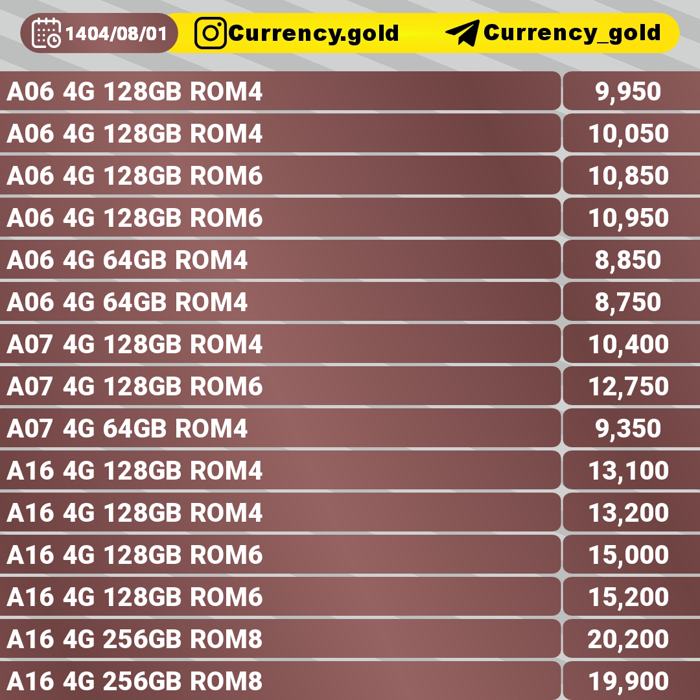 1404/08/01 Currency.gold Currency_gold
A06 4G 128GB ROM4 9,950
A06 4G 128GB ROM4 10,050
A06 4G 128GB ROM6 10,850
A06 4G 128GB ROM6 10,950
A06 4G 64GB ROM4 8,850
A06 4G 64GB ROM4 8,750
A07 4G 128GB ROM4 10,400
A07 4G 128GB ROM6 12,750
A07 4G 64GB ROM4 9,350
A16 4G 128GB ROM4 13,100
A16 4G 128GB ROM4 13,200
A16 4G 128GB ROM6 15,000
A16 4G 128GB ROM6 15,200
A16 4G 256GB ROM8 20,200
A16 4G 256GB ROM8 19,900